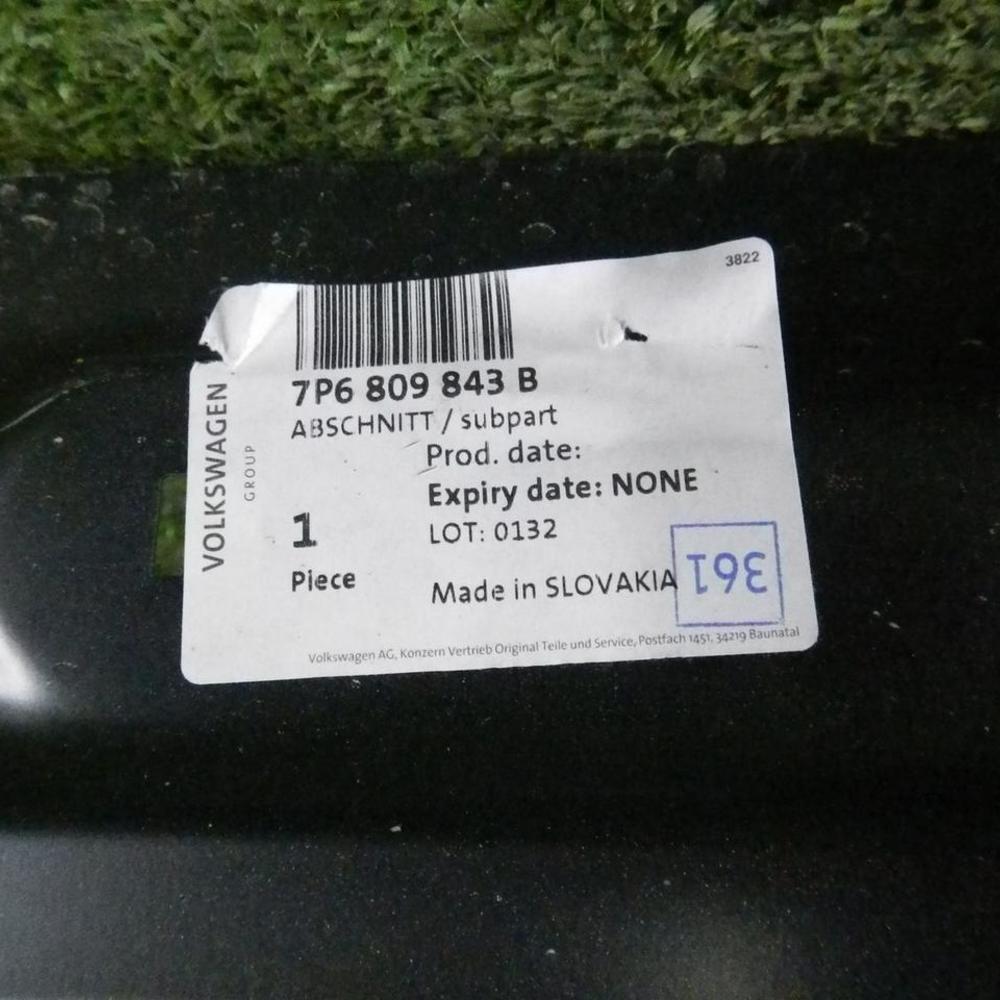 3822
7P6 809 843 B
ABSCHNITT / subpart
Prod. date:
Expiry date: NONE
1
LOT: 0132
Piece
Made in SLOVAKIA
361
VOLKSWAGEN
GROUP
Volkswagen AG, Konzern Vertrieb Original Teile und Service, Postfach 1451, 34219 Baunatal